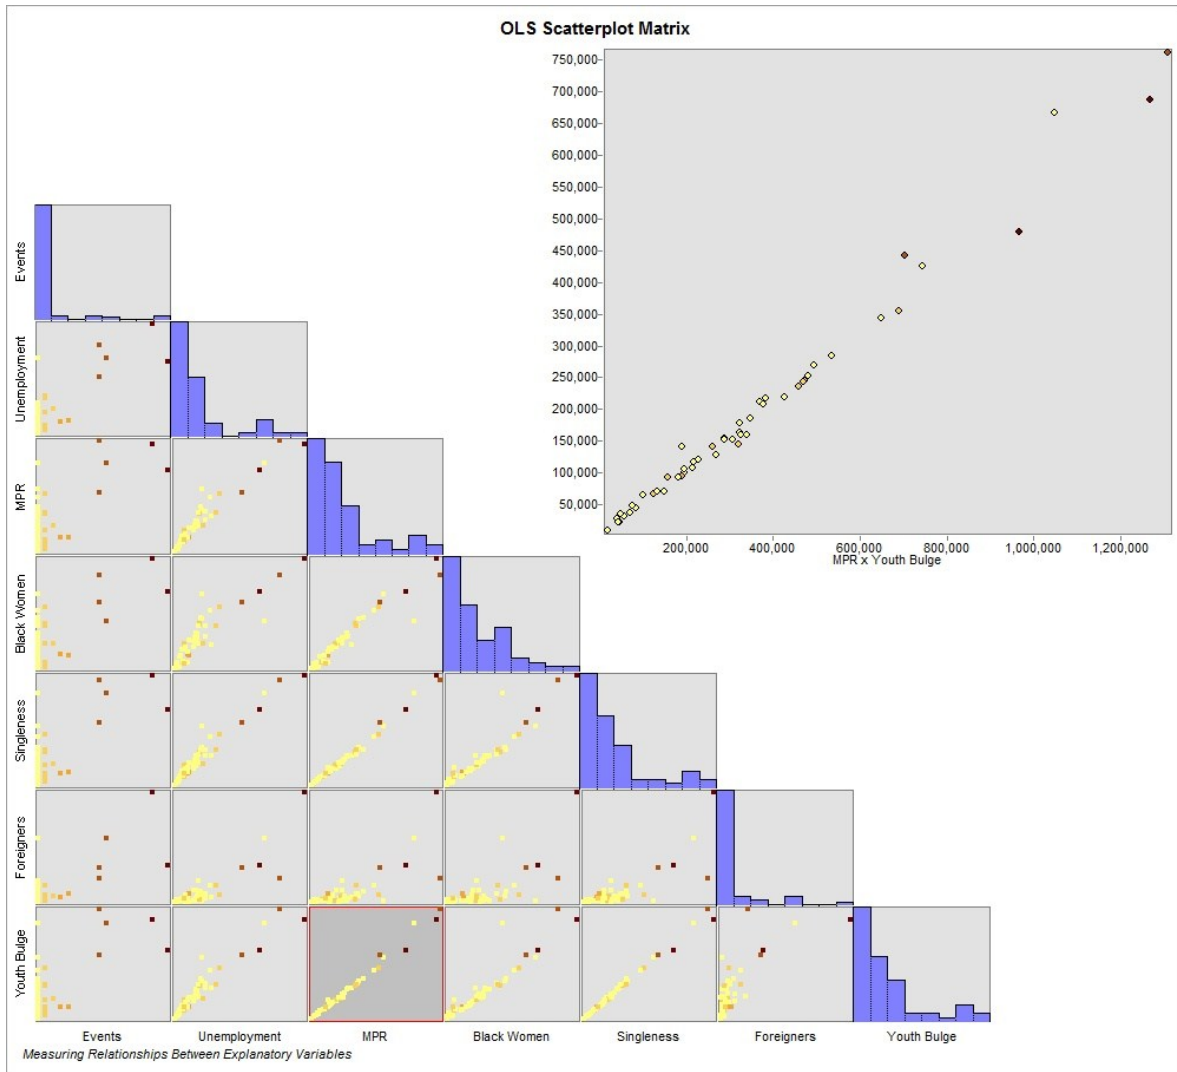 OLS Scatterplot Matrix
750,000
700,000
650,000
600,000
550,000
500,000
450,000
400,000
350,000
300,000
250,000
200,000
150,000
100,000
50,000
200,000 400,000 600,000 800,000 1,000,000 1,200,000
MPR x Youth Bulge
Events
Unemployment
MPR
Black Women
Singleness
Foreigners
Youth Bulge
Events Unemployment MPR Black Women Singleness Foreigners Youth Bulge
Measuring Relationships Between Explanatory Variables